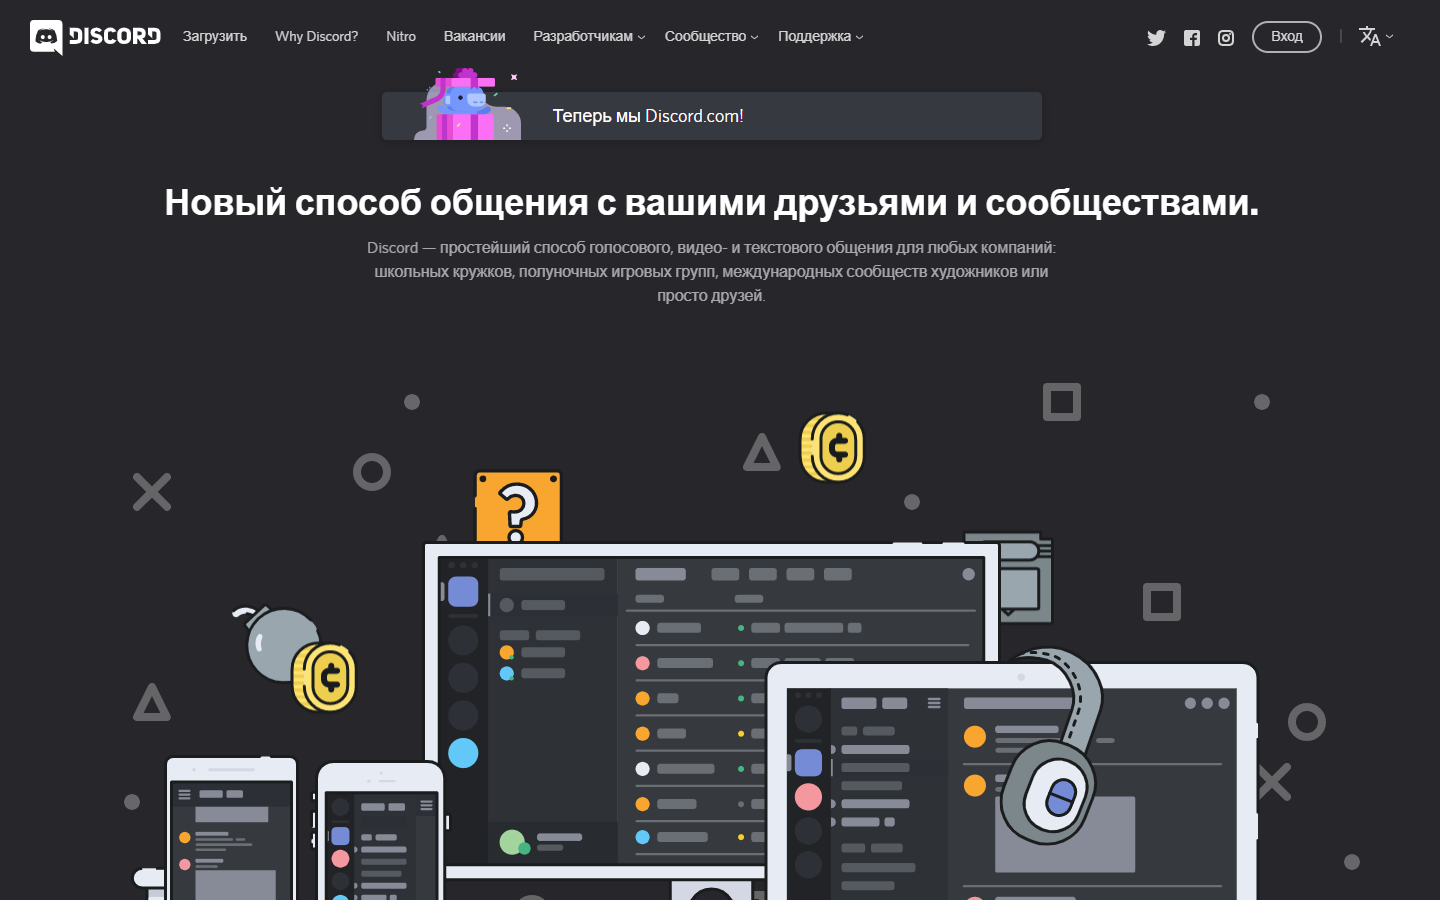 DISCORD Загрузить Why Discord? Nitro Вакансии Разработчикам Сообщество Поддержка Вход
Теперь мы Discord.com!
Новый способ общения с вашими друзьями и сообществами.
Discord — простейший способ голосового, видео- и текстового общения для любых компаний:
школьных кружков, полуночных игровых групп, международных сообществ художников или
просто друзей.